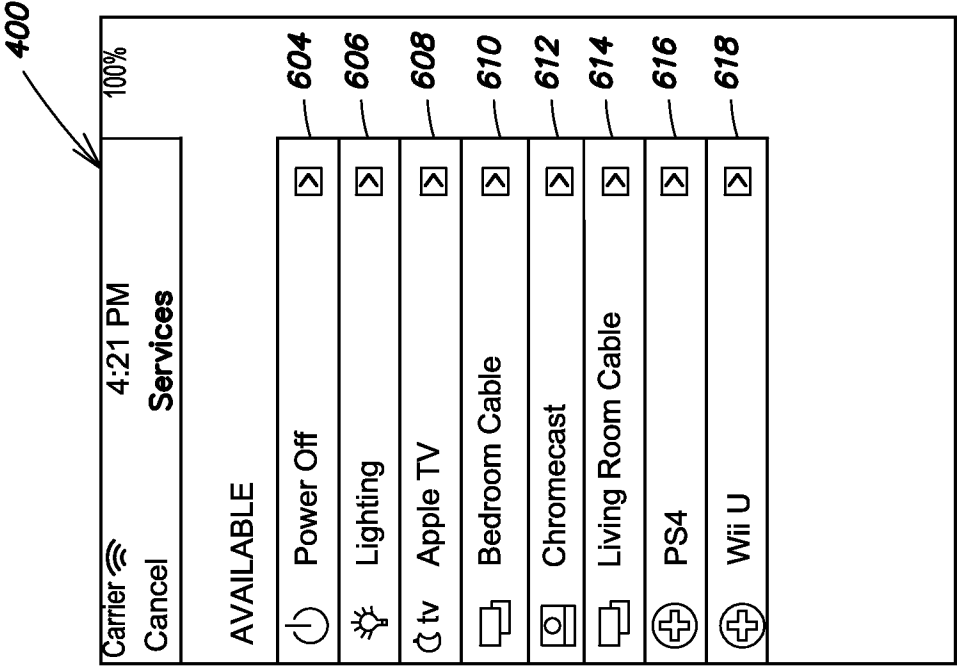 400
Carrier 4:21 PM 100%
Cancel Services
AVAILABLE
Power Off 604
Lighting 606
tv Apple TV 608
Bedroom Cable 610
Chromecast 612
Living Room Cable 614
PS4 616
Wii U 618